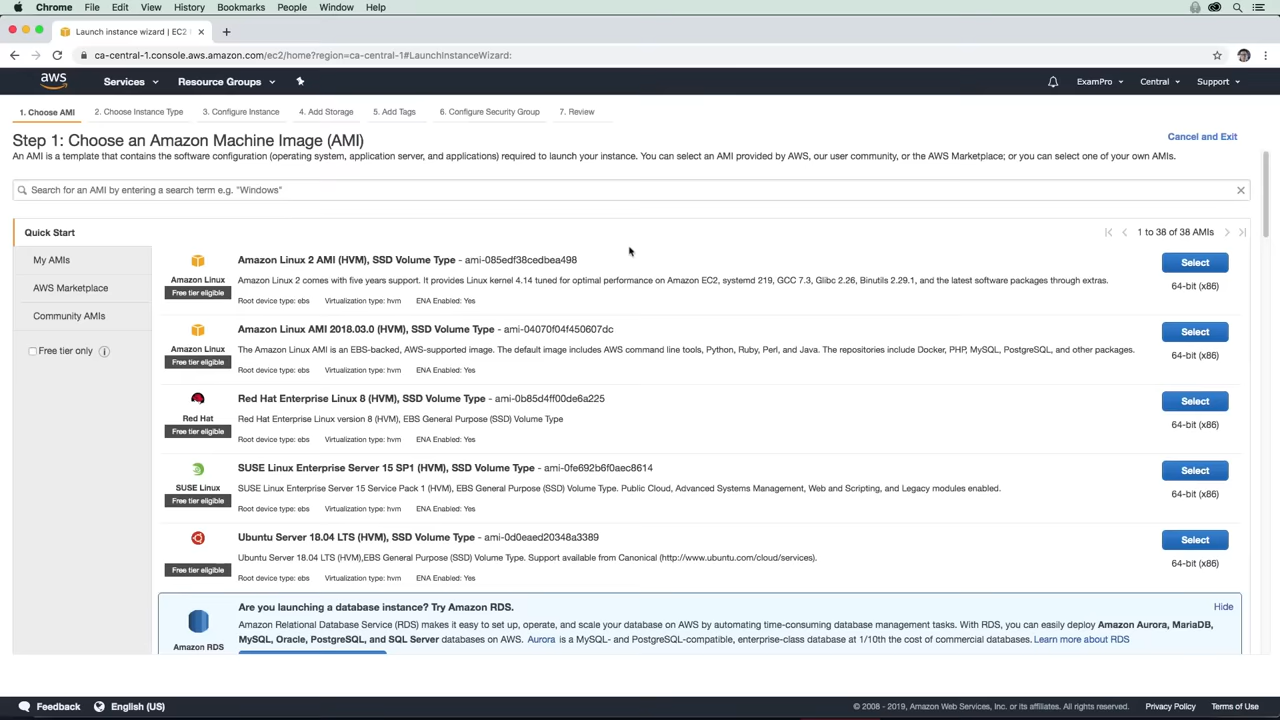 Chrome File Edit View History Bookmarks People Window Help
Launch instance wizard | EC2
ca-central-1.console.aws.amazon.com/ec2/home?region=ca-central-1#LaunchInstanceWizard:
aws Services Resource Groups ExamPro Central Support
1. Choose AMI 2. Choose Instance Type 3. Configure Instance 4. Add Storage 5. Add Tags 6. Configure Security Group 7. Review
Step 1: Choose an Amazon Machine Image (AMI)
Cancel and Exit
An AMI is a template that contains the software configuration (operating system, application server, and applications) required to launch your instance. You can select an AMI provided by AWS, our user community, or the AWS Marketplace; or you can select one of your own AMIs.
Search for an AMI by entering a search term e.g. "Windows"
Quick Start
My AMIs
AWS Marketplace
Community AMIs
Free tier only
1 to 38 of 38 AMIs
Amazon Linux 2 AMI (HVM), SSD Volume Type - ami-085edf38cedbea498
Select
Amazon Linux
Free tier eligible
Amazon Linux 2 comes with five years support. It provides Linux kernel 4.14 tuned for optimal performance on Amazon EC2, systemd 219, GCC 7.3, Glibc 2.26, Binutils 2.29.1, and the latest software packages through extras.
64-bit (x86)
Root device type: ebs Virtualization type: hvm ENA Enabled: Yes
Amazon Linux AMI 2018.03.0 (HVM), SSD Volume Type - ami-04070f04f450607dc
Select
Amazon Linux
Free tier eligible
The Amazon Linux AMI is an EBS-backed, AWS-supported image. The default image includes AWS command line tools, Python, Ruby, Perl, and Java. The repositories include Docker, PHP, MySQL, PostgreSQL, and other packages.
64-bit (x86)
Root device type: ebs Virtualization type: hvm ENA Enabled: Yes
Red Hat Enterprise Linux 8 (HVM), SSD Volume Type - ami-0b85d4ff00de6a225
Select
Red Hat
Free tier eligible
Red Hat Enterprise Linux version 8 (HVM), EBS General Purpose (SSD) Volume Type
64-bit (x86)
Root device type: ebs Virtualization type: hvm ENA Enabled: Yes
SUSE Linux Enterprise Server 15 SP1 (HVM), SSD Volume Type - ami-0fe692b6f0aec8614
Select
SUSE Linux
Free tier eligible
SUSE Linux Enterprise Server 15 Service Pack 1 (HVM), EBS General Purpose (SSD) Volume Type. Public Cloud, Advanced Systems Management, Web and Scripting, and Legacy modules enabled.
64-bit (x86)
Root device type: ebs Virtualization type: hvm ENA Enabled: Yes
Ubuntu Server 18.04 LTS (HVM), SSD Volume Type - ami-0d0eaed20348a3389
Select
Free tier eligible
Ubuntu Server 18.04 LTS (HVM),EBS General Purpose (SSD) Volume Type. Support available from Canonical (http://www.ubuntu.com/cloud/services).
64-bit (x86)
Root device type: ebs Virtualization type: hvm ENA Enabled: Yes
Are you launching a database instance? Try Amazon RDS.
Hide
Amazon RDS
Amazon Relational Database Service (RDS) makes it easy to set up, operate, and scale your database on AWS by automating time-consuming database management tasks. With RDS, you can easily deploy Amazon Aurora, MariaDB,
MySQL, Oracle, PostgreSQL, and SQL Server databases on AWS. Aurora is a MySQL- and PostgreSQL-compatible, enterprise-class database at 1/10th the cost of commercial databases. Learn more about RDS
Feedback English (US) © 2008 - 2019, Amazon Web Services, Inc. or its affiliates. All rights reserved. Privacy Policy Terms of Use